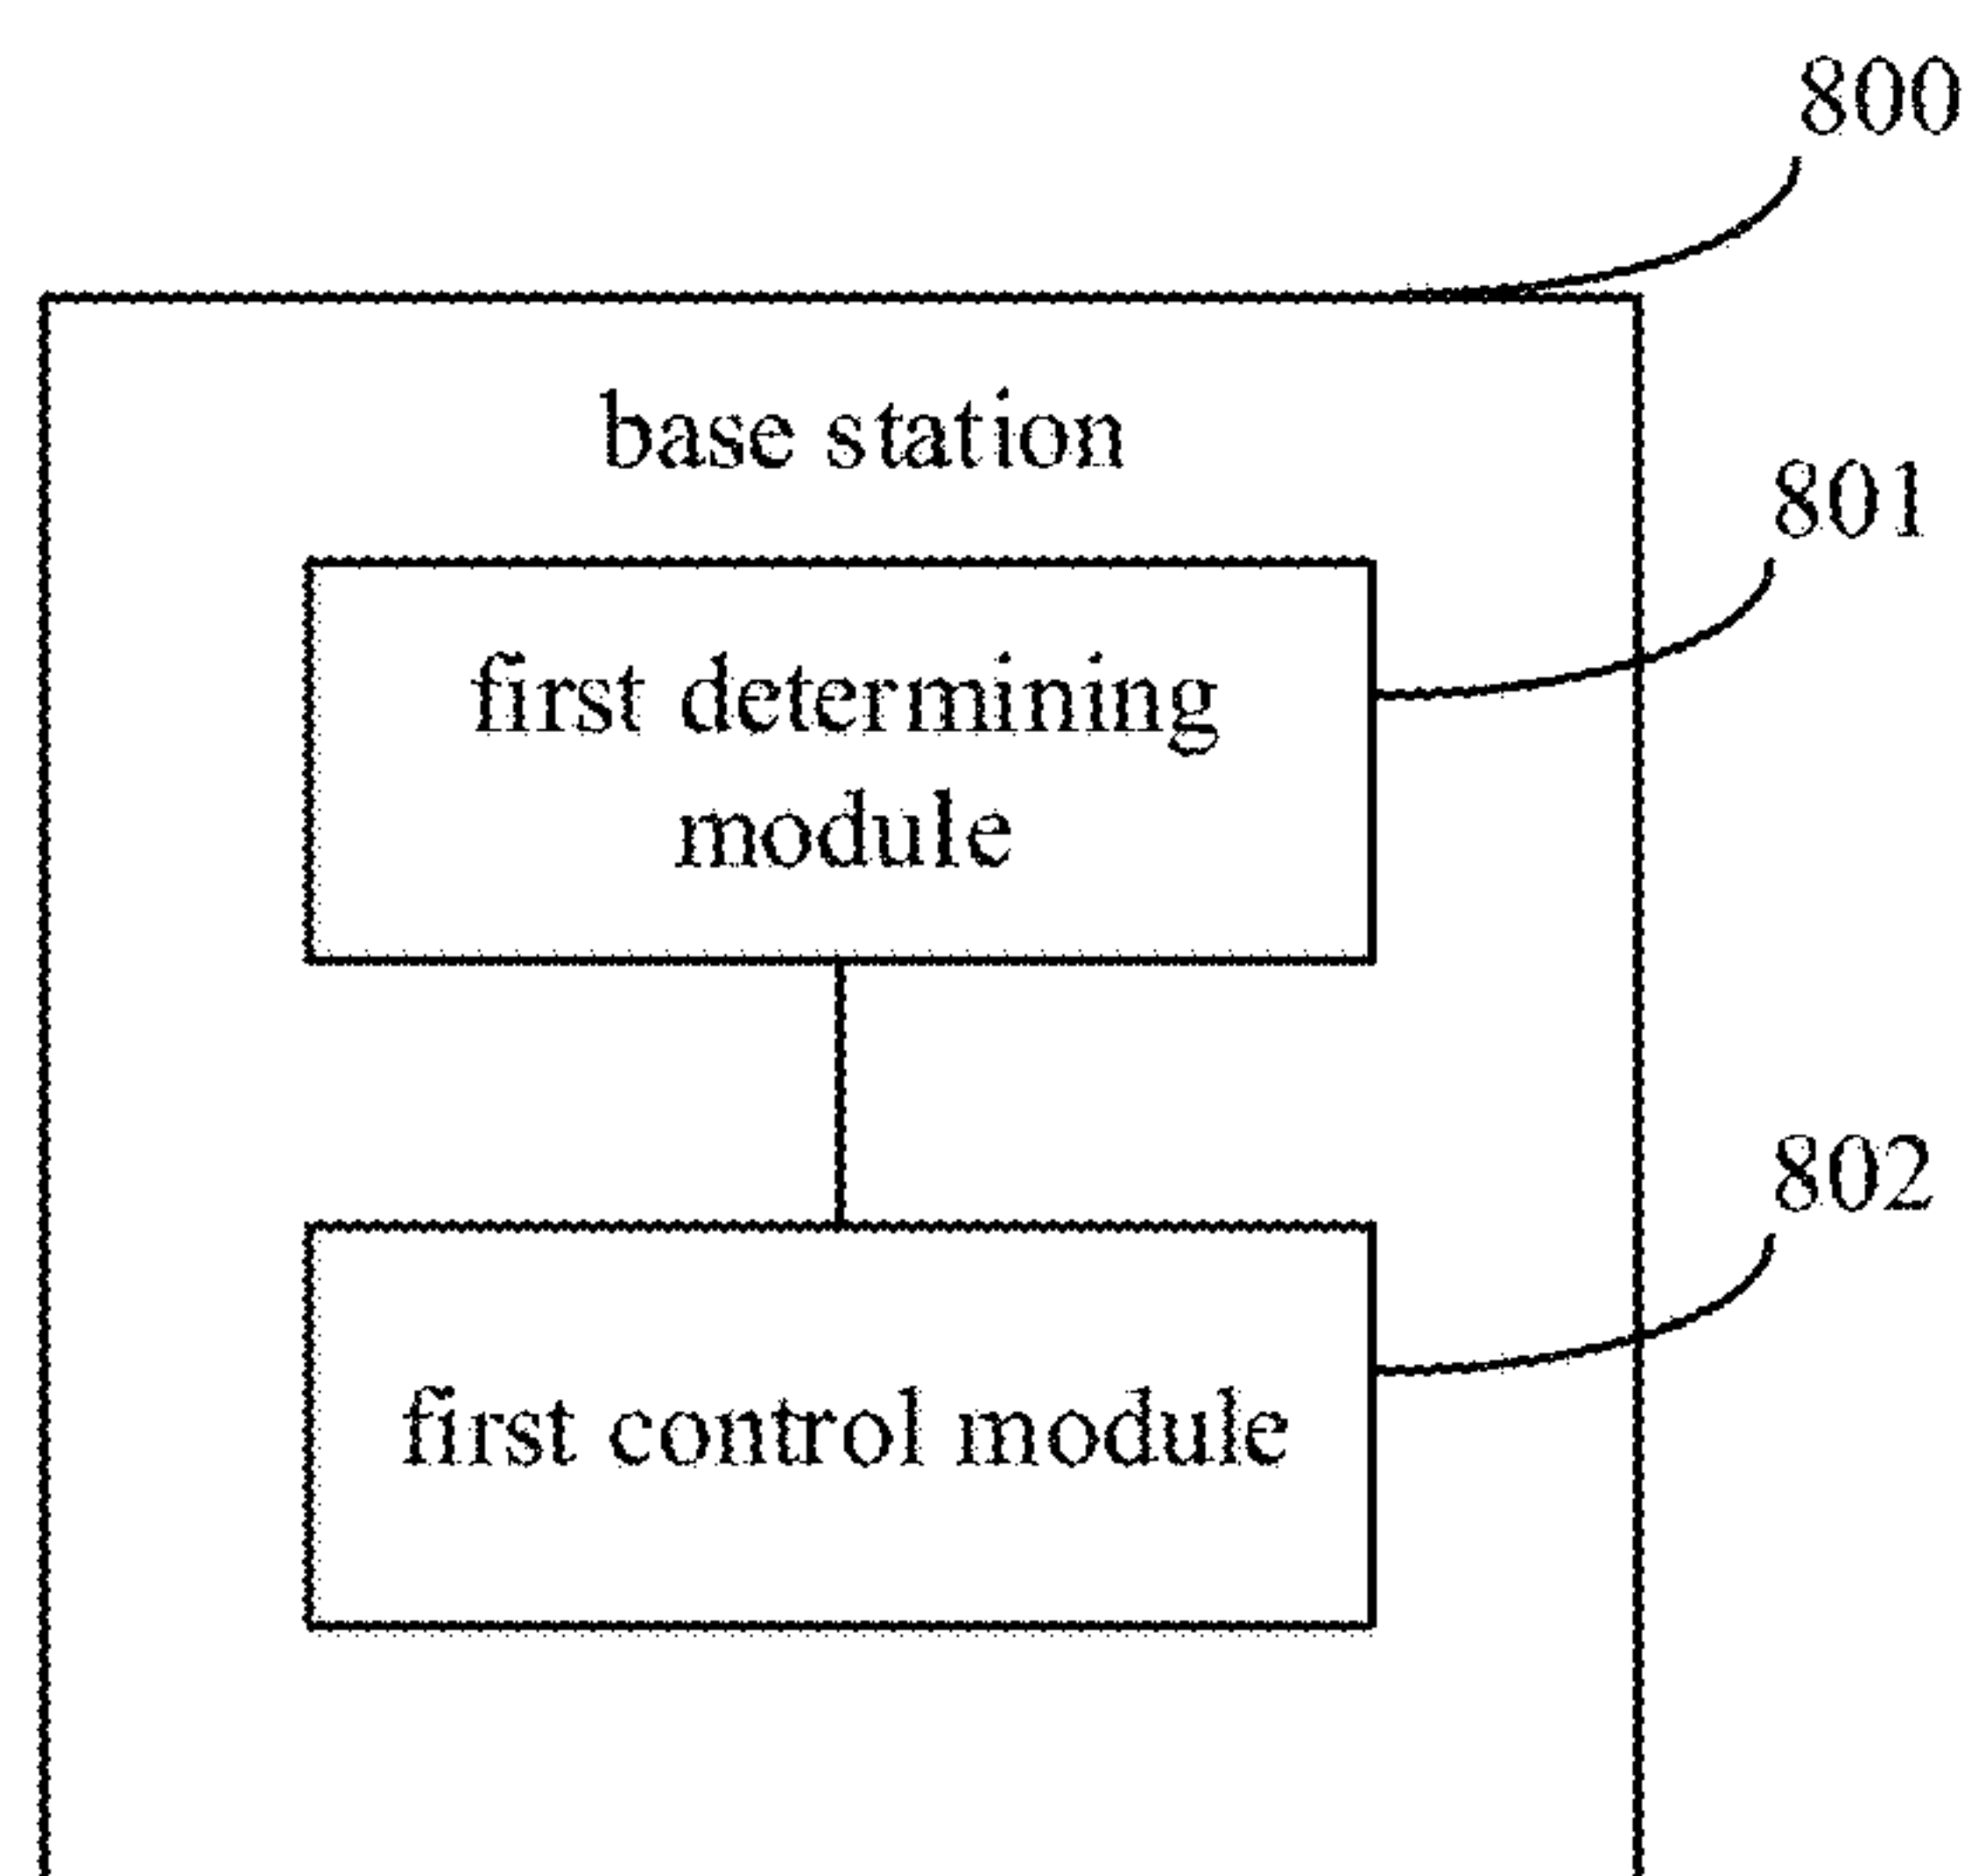 800
base station
801
first determining
module
802
first control module